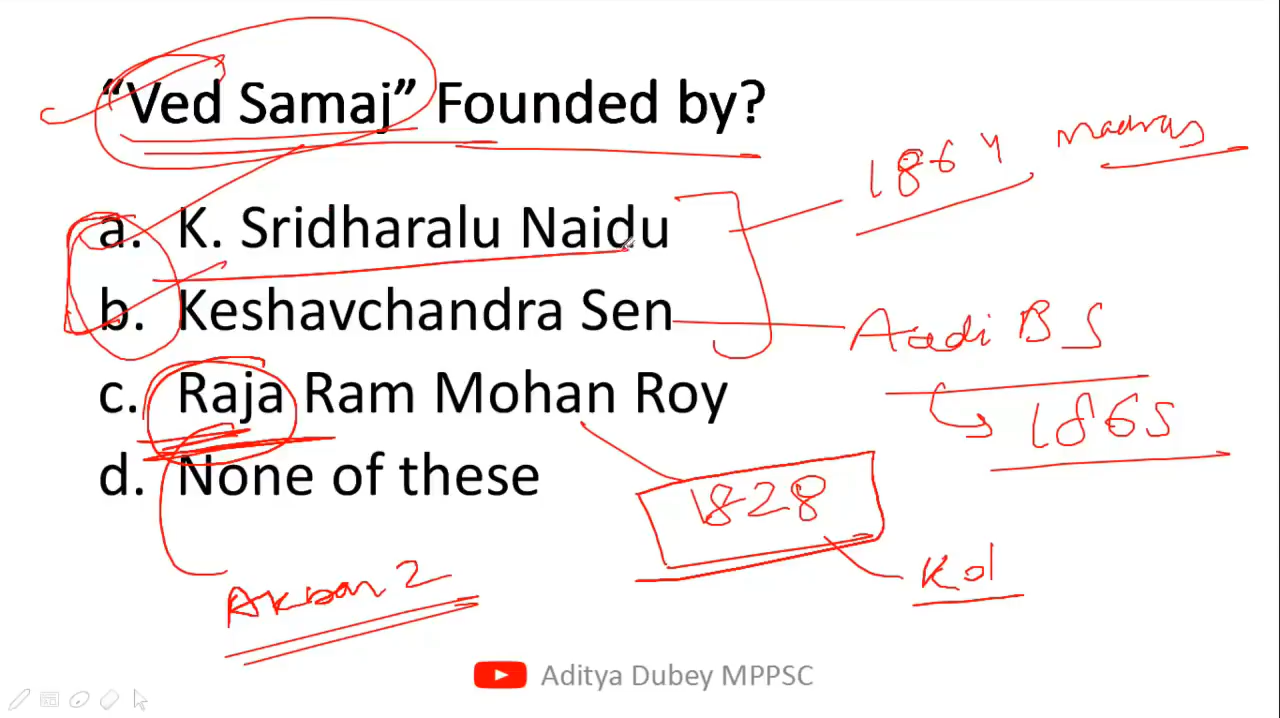 “Ved Samaj” Founded by?
1864 Madras
a. K. Sridharalu Naidu
b. Keshavchandra Sen
Aadi B S
c. Raja Ram Mohan Roy
1865
d. None of these
1828
Kol
Akbar 2
Aditya Dubey MPPSC